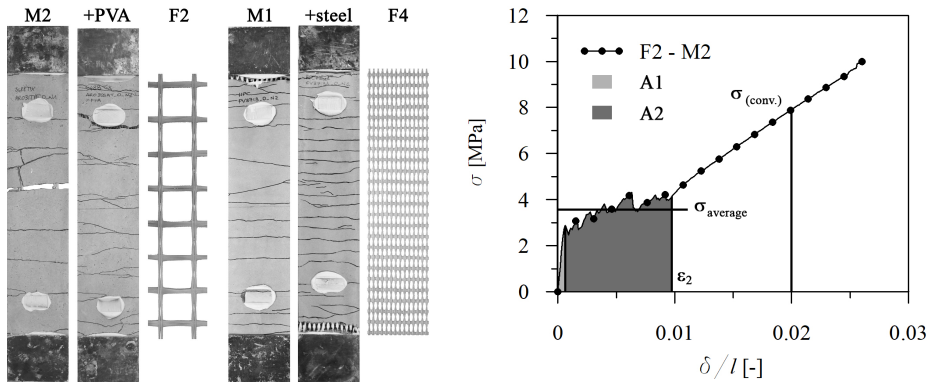 M2 +PVA F2 M1 +steel F4
12
10
8
6
4
2
0
σ [MPa]
F2 - M2
A1
A2
σ(conv.)
σaverage
ε2
0 0.01 0.02 0.03
δ/l [-]